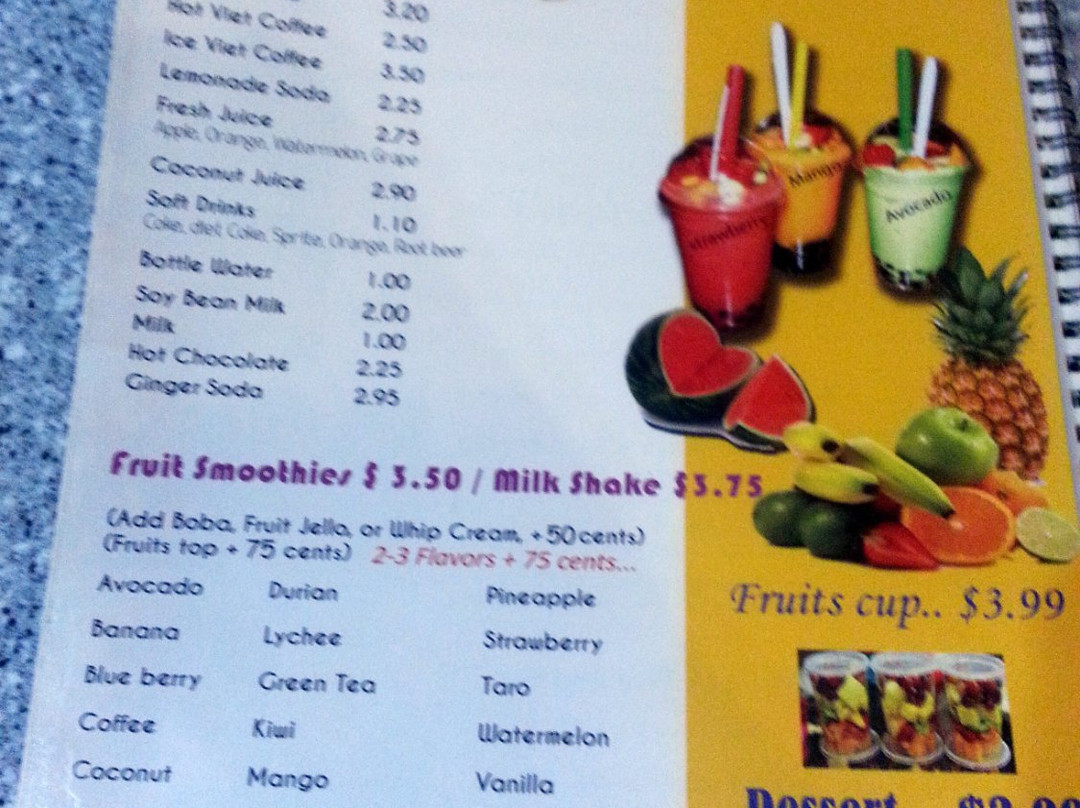 3.20
Hot Viet Coffee 2.50
Ice Viet Coffee 3.50
Lemonade Soda 2.25
Fresh Juice 2.75
Apple, Orange, Watermelon, Grape
Coconut Juice 2.90
Soft Drinks 1.10
Coke, diet Coke, Sprite, Orange, Root beer
Bottle Water 1.00
Soy Bean Milk 2.00
Milk 1.00
Hot Chocolate 2.25
Ginger Soda 2.95
Strawberry
Mango
Avocado
Fruit Smoothies $ 3.50 / Milk Shake $3.75
(Add Boba, Fruit Jello, or Whip Cream, +50cents)
(Fruits top + 75 cents) 2-3 Flavors + 75 cents...
Avocado Durian Pineapple
Banana Lychee Strawberry
Blue berry Green Tea Taro
Coffee Kiwi Watermelon
Coconut Mango Vanilla
Fruits cup.. $3.99
Dessert